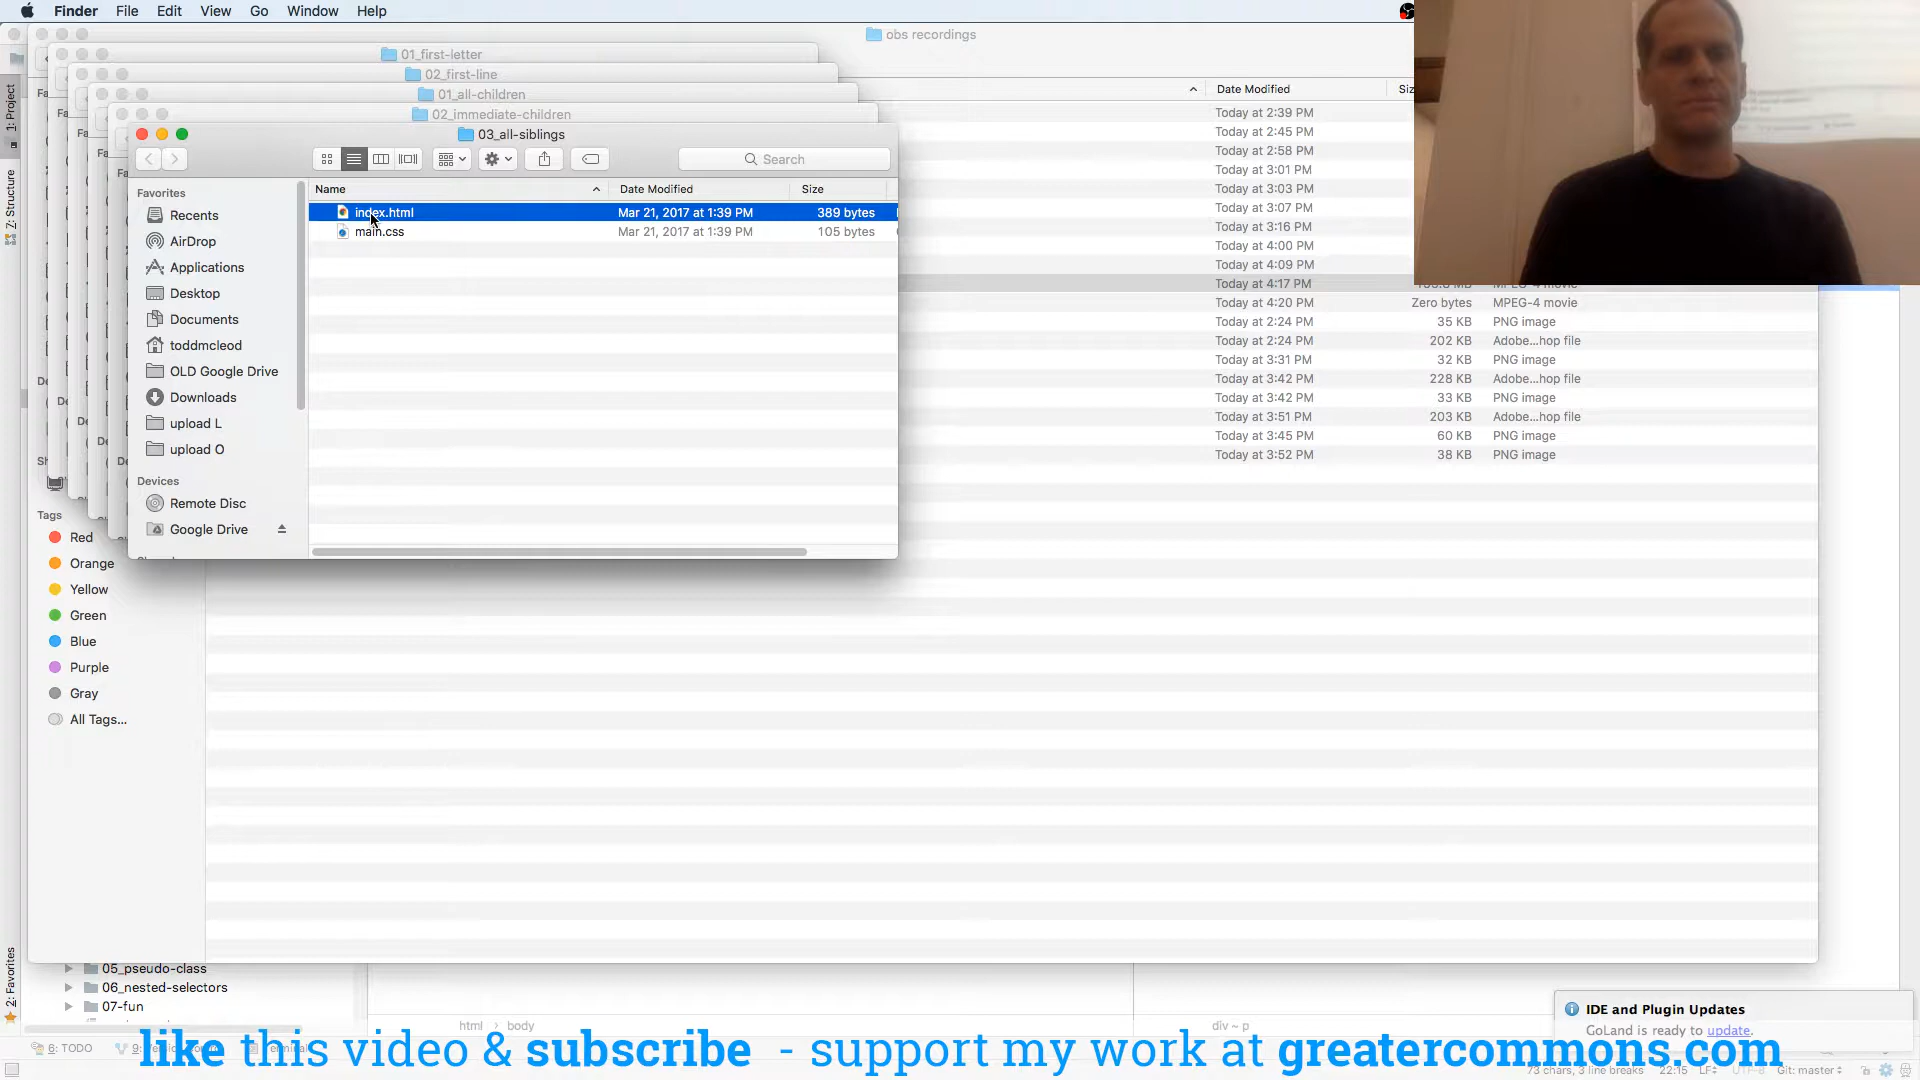 Finder File Edit View Go Window Help
obs recordings
01_first-letter
02_first-line
01_all-children
02_immediate-children
03_all-siblings
Search
Name Date Modified Size
index.html Mar 21, 2017 at 1:39 PM 389 bytes
main.css Mar 21, 2017 at 1:39 PM 105 bytes
Favorites
Recents
AirDrop
Applications
Desktop
Documents
toddmcleod
OLD Google Drive
Downloads
upload L
upload O
Devices
Remote Disc
Google Drive
Tags
Red
Orange
Yellow
Green
Blue
Purple
Gray
All Tags...
Date Modified
Today at 2:39 PM
Today at 2:45 PM
Today at 2:58 PM
Today at 3:01 PM
Today at 3:03 PM
Today at 3:07 PM
Today at 3:16 PM
Today at 4:00 PM
Today at 4:09 PM
Today at 4:17 PM MPEG-4 movie
Today at 4:20 PM Zero bytes MPEG-4 movie
Today at 2:24 PM 35 KB PNG image
Today at 2:24 PM 202 KB Adobe...hop file
Today at 3:31 PM 32 KB PNG image
Today at 3:42 PM 228 KB Adobe...hop file
Today at 3:42 PM 33 KB PNG image
Today at 3:51 PM 203 KB Adobe...hop file
Today at 3:45 PM 60 KB PNG image
Today at 3:52 PM 38 KB PNG image
1: Project
7: Structure
2: Favorites
05_pseudo-class
06_nested-selectors
07-fun
html body
div ~ p
IDE and Plugin Updates
GoLand is ready to update.
6: TODO
like this video & subscribe - support my work at greatercommons.com
73 chars, 3 line breaks 22:15 LF UTF-8 Git: master